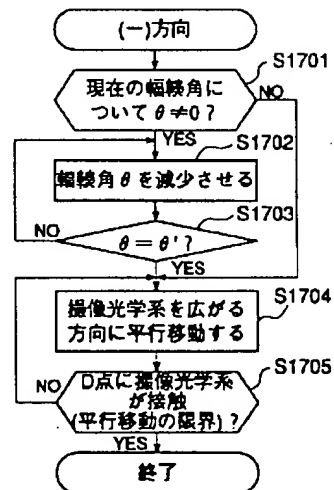 (一)方向
S1701
現在の輻輳角に
ついて θ≠0 ?
NO
YES
S1702
輻輳角 θ を減少させる
S1703
NO
θ = θ' ?
YES
S1704
撮像光学系を広がる
方向に平行移動する
S1705
NO
D点に撮像光学系
が接触
(平行移動の限界) ?
YES
終了